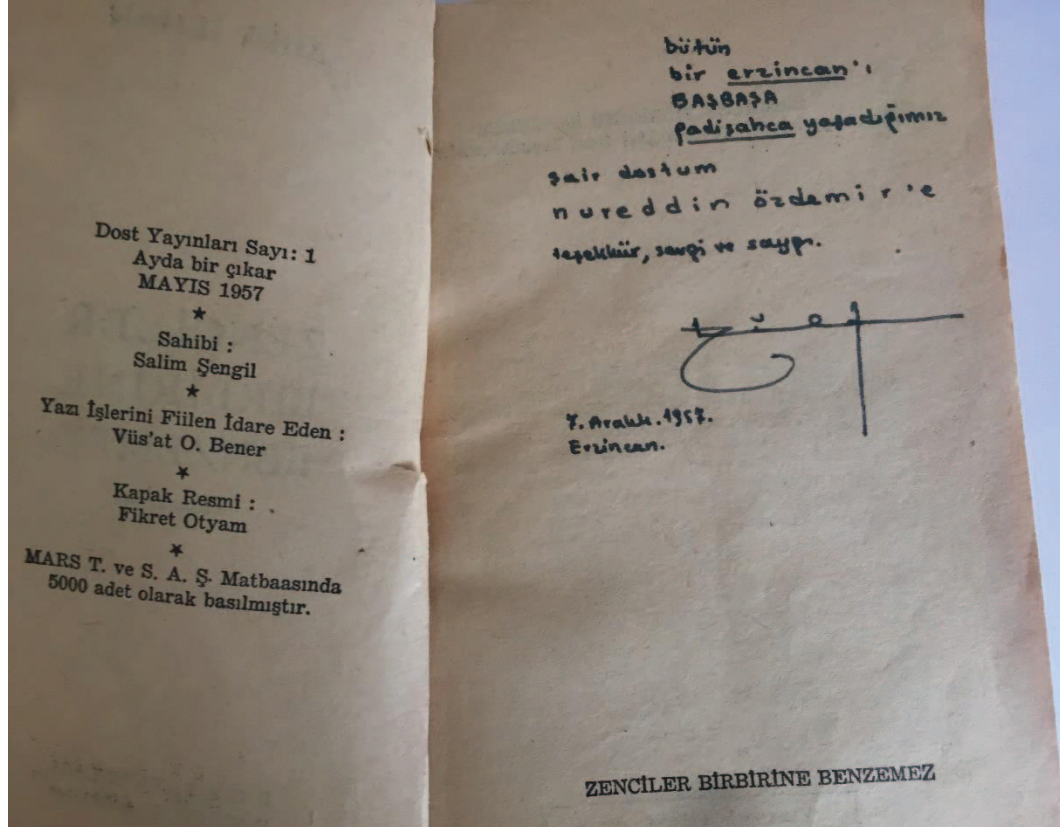 Dost Yayınları Sayı: 1
Ayda bir çıkar
MAYIS 1957
Sahibi :
Salim Şengil
Yazı İşlerini Fiilen İdare Eden :
Vüs'at O. Bener
Kapak Resmi :
Fikret Otyam
MARS T. ve S. A. Ş. Matbaasında
5000 adet olarak basılmıştır.
bütün
bir erzincan'ı
BAŞBAŞA
padişahca yaşadığımız
şair dostum
nureddin özdemir'e
teşekkür, sevgi ve saygı.
7. Aralık. 1957.
Erzincan.
ZENCİLER BİRBİRİNE BENZEMEZ